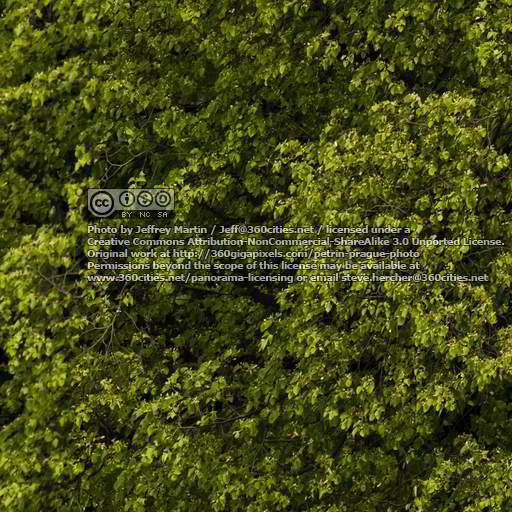 cc BY NC SA
Photo by Jeffrey Martin / Jeff@360cities.net / licensed under a
Creative Commons Attribution-NonCommercial-ShareAlike 3.0 Unported License.
Original work at http://360gigapixels.com/petrin-prague-photo
Permissions beyond the scope of this license may be available at
www.360cities.net/panorama-licensing or email steve.hercher@360cities.net